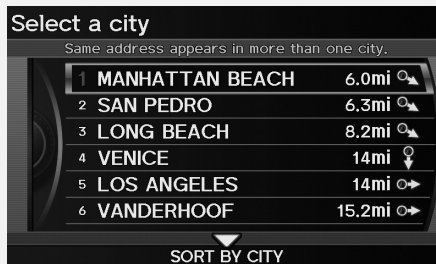 Select a city
Same address appears in more than one city.
1 MANHATTAN BEACH 6.0mi
2 SAN PEDRO 6.3mi
3 LONG BEACH 8.2mi
4 VENICE 14mi
5 LOS ANGELES 14mi
6 VANDERHOOF 15.2mi
SORT BY CITY